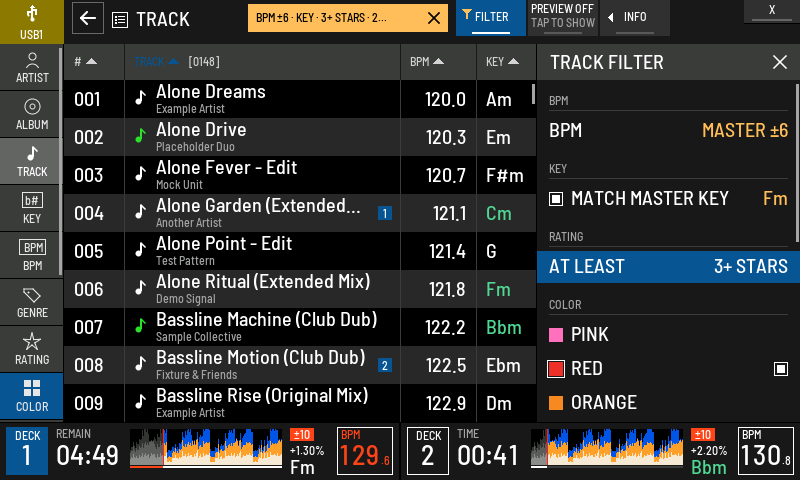 USB1
TRACK
BPM±6 · KEY · 3+ STARS · 2...
FILTER
PREVIEW OFF
TAP TO SHOW
INFO
X
ARTIST
ALBUM
TRACK
b#
KEY
BPM
BPM
GENRE
RATING
COLOR
# TRACK [0148] BPM KEY
001 Alone Dreams 120.0 Am
Example Artist
002 Alone Drive 120.3 Em
Placeholder Duo
003 Alone Fever - Edit 120.7 F#m
Mock Unit
004 Alone Garden (Extended... 1 121.1 Cm
Another Artist
005 Alone Point - Edit 121.4 G
Test Pattern
006 Alone Ritual (Extended Mix) 121.8 Fm
Demo Signal
007 Bassline Machine (Club Dub) 122.2 Bbm
Sample Collective
008 Bassline Motion (Club Dub) 2 122.5 Ebm
Fixture & Friends
009 Bassline Rise (Original Mix) 122.9 Dm
Example Artist
TRACK FILTER
BPM
BPM MASTER ±6
KEY
MATCH MASTER KEY Fm
RATING
AT LEAST 3+ STARS
COLOR
PINK
RED
ORANGE
DECK
1
REMAIN
04:49
±10
+1.30%
Fm
BPM
129.6
DECK
2
TIME
00:41
±10
+2.20%
Bbm
BPM
130.8